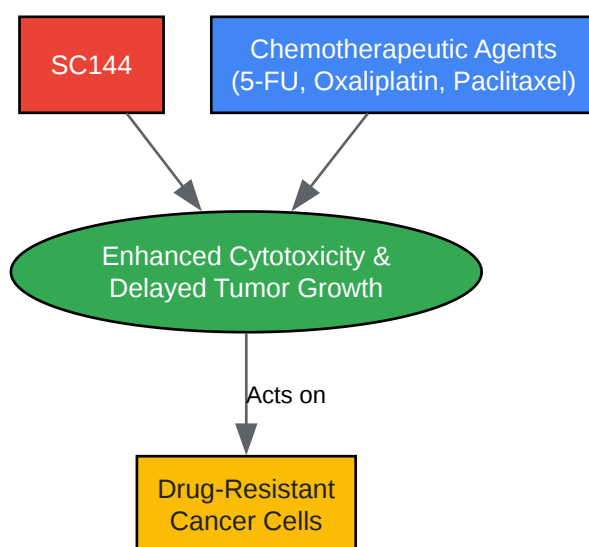 SC144
Chemotherapeutic Agents
(5-FU, Oxaliplatin, Paclitaxel)
Enhanced Cytotoxicity &
Delayed Tumor Growth
Acts on
Drug-Resistant
Cancer Cells